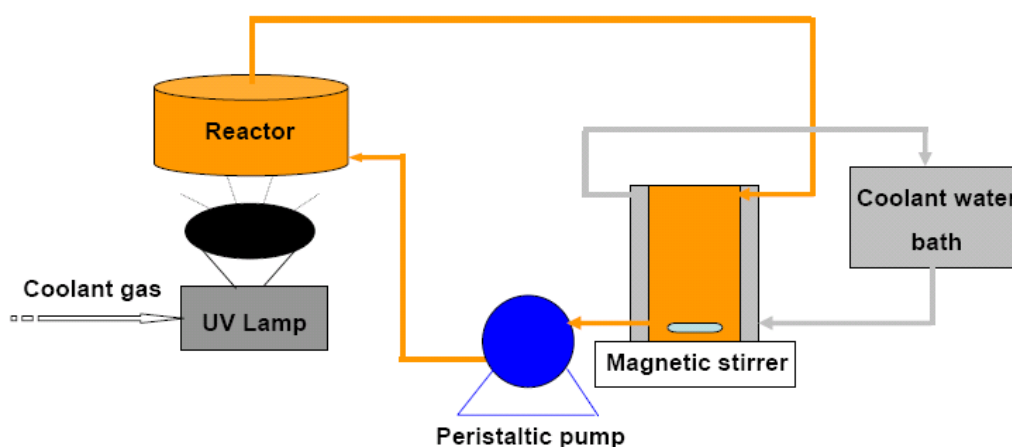 Reactor
Coolant water
bath
Coolant gas
UV Lamp
Magnetic stirrer
Peristaltic pump